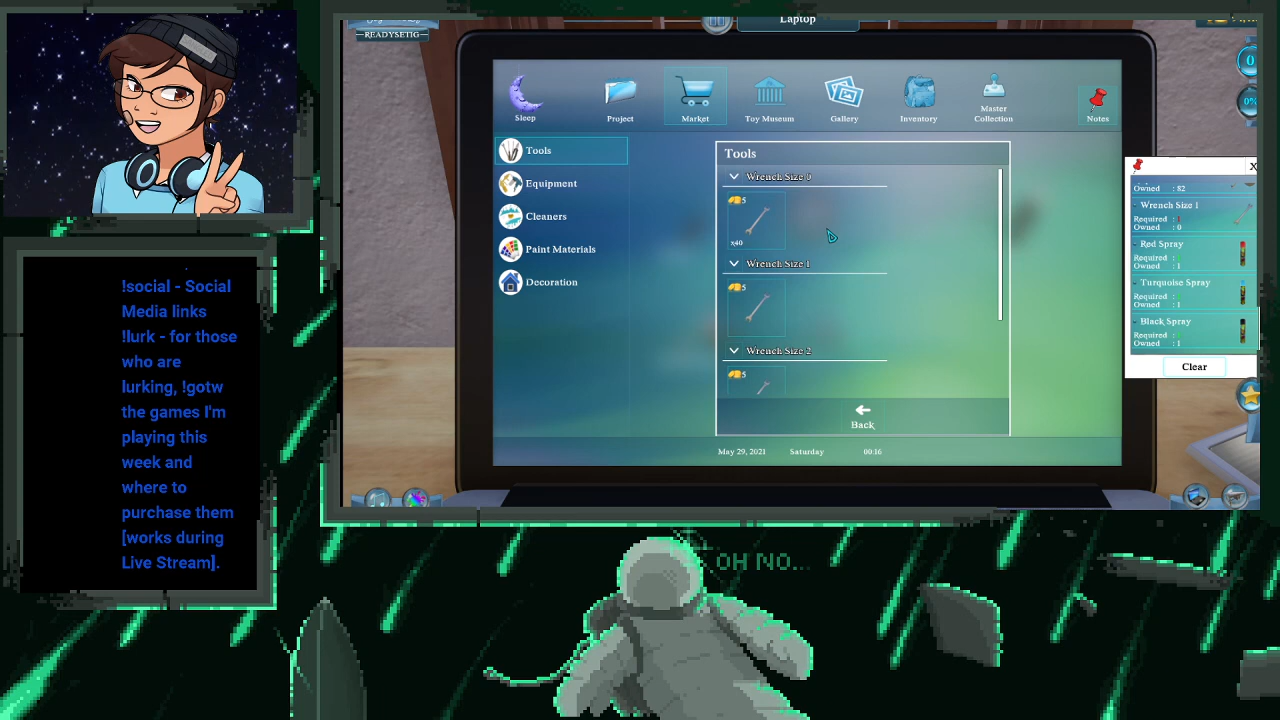 Laptop
READYSETIG
Sleep
Project
Market
Toy Museum
Gallery
Inventory
Master
Collection
Notes
0
0%
Tools
Equipment
Cleaners
Paint Materials
Decoration
Tools
Wrench Size 0
5
x40
Wrench Size 1
5
Wrench Size 2
5
Back
May 29, 2021
Saturday
00:16
X
Owned : 82
Wrench Size 1
Required : 1
Owned : 0
Red Spray
Required :
Owned : 1
Turquoise Spray
Required :
Owned : 1
Black Spray
Required :
Owned : 1
Clear
!social - Social
Media links
!lurk - for those
who are
lurking, !gotw
the games I'm
playing this
week and
where to
purchase them
[works during
Live Stream].
OH NO...